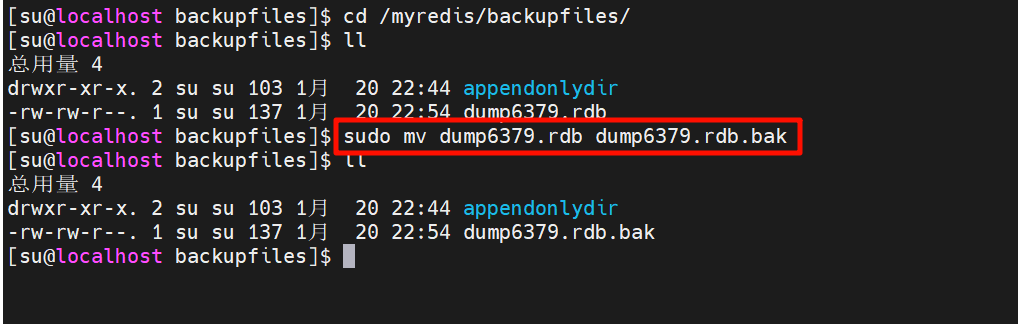 [su@localhost backupfiles]$ cd /myredis/backupfiles/
[su@localhost backupfiles]$ ll
总用量 4
drwxr-xr-x. 2 su su 103 1月  20 22:44 appendonlydir
-rw-rw-r--. 1 su su 137 1月  20 22:54 dump6379.rdb
[su@localhost backupfiles]$ sudo mv dump6379.rdb dump6379.rdb.bak
[su@localhost backupfiles]$ ll
总用量 4
drwxr-xr-x. 2 su su 103 1月  20 22:44 appendonlydir
-rw-rw-r--. 1 su su 137 1月  20 22:54 dump6379.rdb.bak
[su@localhost backupfiles]$